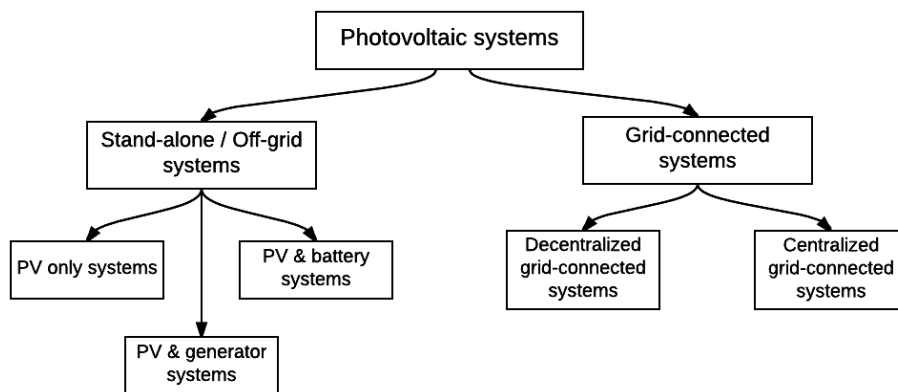 Photovoltaic systems
Stand-alone / Off-grid
systems
Grid-connected
systems
PV only systems
PV & battery
systems
PV & generator
systems
Decentralized
grid-connected
systems
Centralized
grid-connected
systems